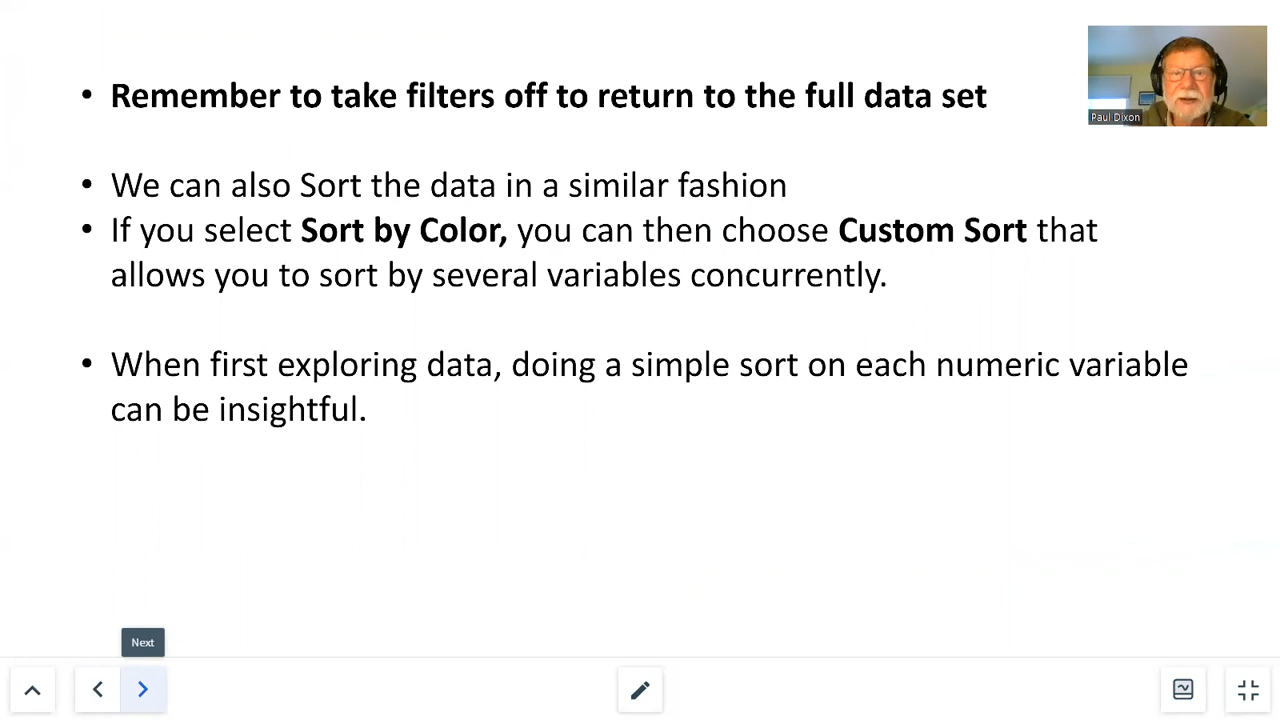 • Remember to take filters off to return to the full data set
Paul Dixon
• We can also Sort the data in a similar fashion
• If you select Sort by Color, you can then choose Custom Sort that
allows you to sort by several variables concurrently.
• When first exploring data, doing a simple sort on each numeric variable
can be insightful.
Next